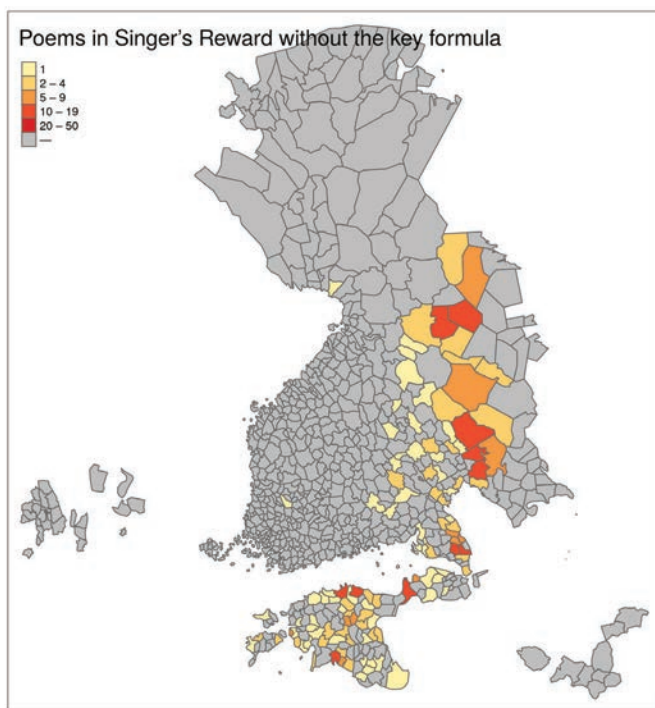 Poems in Singer's Reward without the key formula
1
2 – 4
5 – 9
10 – 19
20 – 50
—